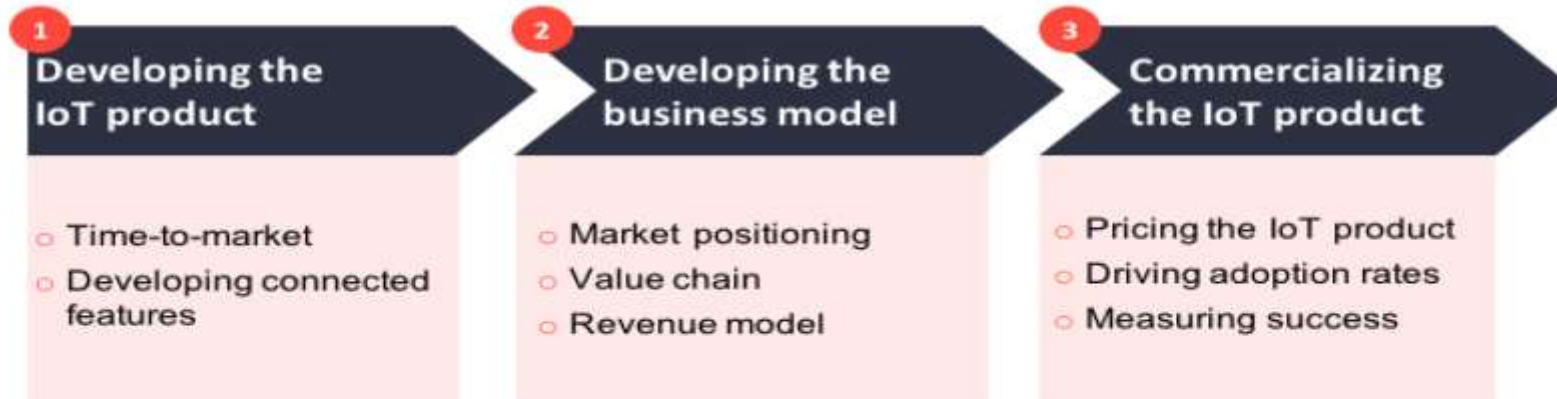 1
Developing the
IoT product
Time-to-market
Developing connected
features
2
Developing the
business model
Market positioning
Value chain
Revenue model
3
Commercializing
the IoT product
Pricing the IoT product
Driving adoption rates
Measuring success